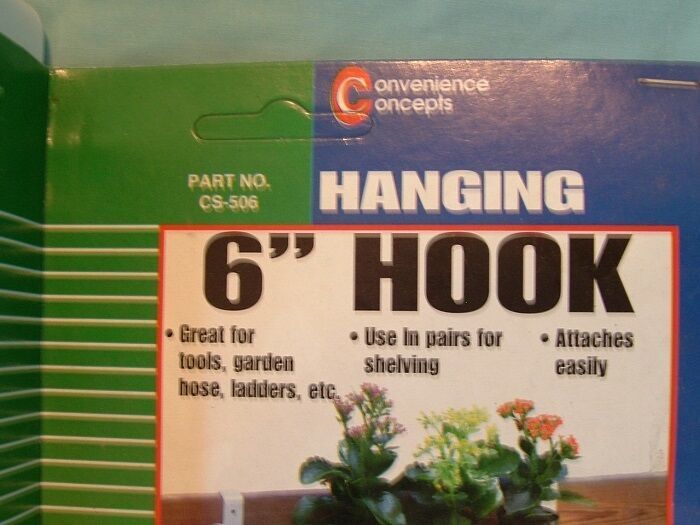 Convenience
Concepts
PART NO.
CS-506
HANGING
6” HOOK
• Great for
tools, garden
hose, ladders, etc.
• Use In pairs for
shelving
• Attaches
easily